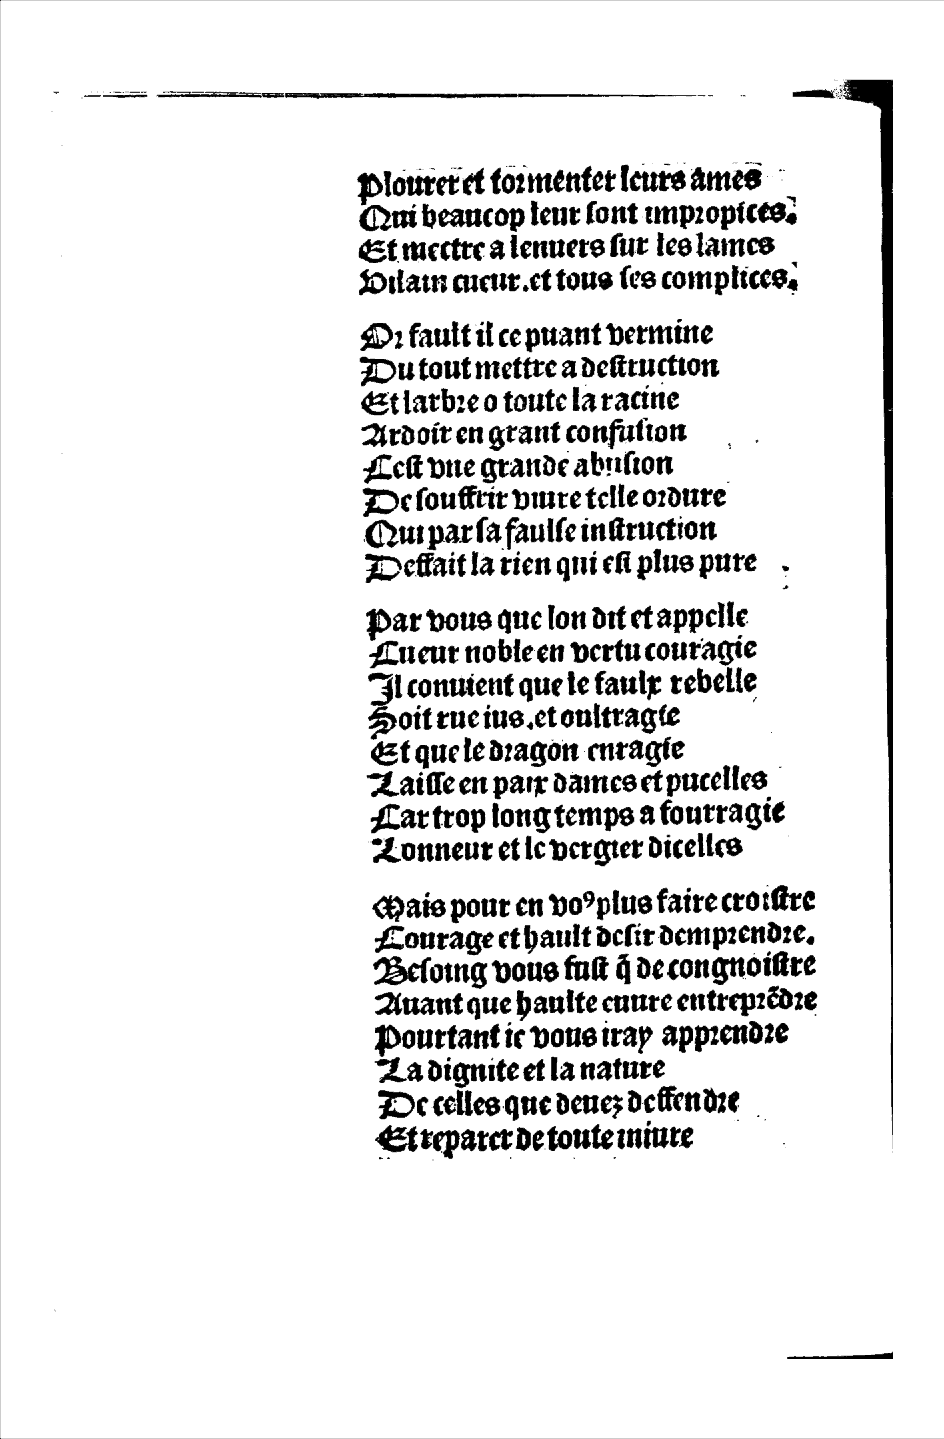 Plourer et tormenter leurs ames
Qui beaucop leur sont impropices.
Et mectre a lenuers sur les lames
Vilain cueur.et tous ses complices.
Or fault il ce puant vermine
Du tout mettre a destruction
Et larbre o toute la racine
Ardoir en grant confusion
Cest vne grande abusion
De souffrir viure telle ordure
Qui par sa faulse instruction
Deffait la rien qui est plus pure
Par vous que lon dit et appelle
Cueur noble en vertu couragie
Il conuient que le faulx rebelle
Soit rue ius.et oultragie
Et que le dragon enragie
Laisse en paix dames et pucelles
Car trop long temps a fourragie
Lonneur et le vergier dicelles
Mais pour en voꝰ plus faire croistre
Courage et hault desir demprendre.
Besoing vous fust q̄ de congnoistre
Auant que haulte euure entreprēdre
Pourtant ie vous iray apprendre
La dignite et la nature
De celles que deuez deffendre
Et reparer de toute iniure